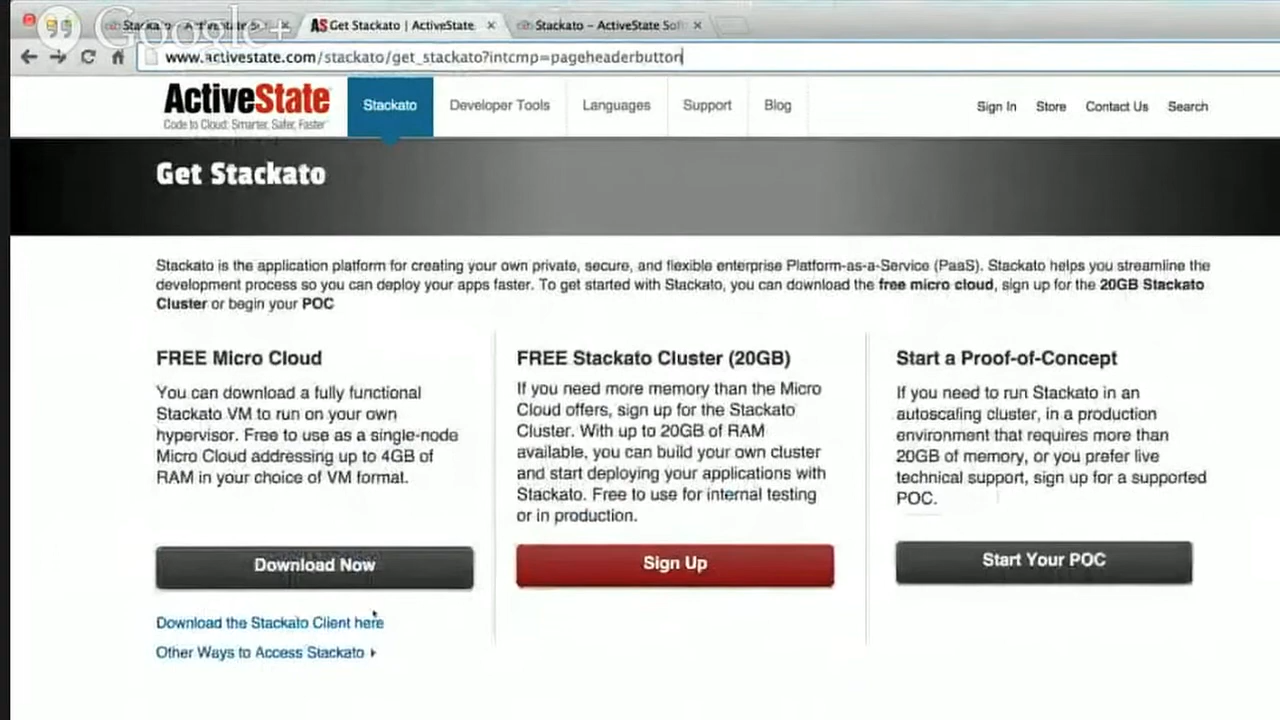 Google+
Get Stackato | ActiveState
Stackato – ActiveState
www.activestate.com/stackato/get_stackato?intcmp=pageheaderbutton
ActiveState
Code to Cloud: Smarter, Safer, Faster™
Stackato
Developer Tools
Languages
Support
Blog
Sign In
Store
Contact Us
Search
Get Stackato
Stackato is the application platform for creating your own private, secure, and flexible enterprise Platform-as-a-Service (PaaS). Stackato helps you streamline the
development process so you can deploy your apps faster. To get started with Stackato, you can download the free micro cloud, sign up for the 20GB Stackato
Cluster or begin your POC
FREE Micro Cloud
You can download a fully functional
Stackato VM to run on your own
hypervisor. Free to use as a single-node
Micro Cloud addressing up to 4GB of
RAM in your choice of VM format.
Download Now
Download the Stackato Client here
Other Ways to Access Stackato
FREE Stackato Cluster (20GB)
If you need more memory than the Micro
Cloud offers, sign up for the Stackato
Cluster. With up to 20GB of RAM
available, you can build your own cluster
and start deploying your applications with
Stackato. Free to use for internal testing
or in production.
Sign Up
Start a Proof-of-Concept
If you need to run Stackato in an
autoscaling cluster, in a production
environment that requires more than
20GB of memory, or you prefer live
technical support, sign up for a supported
POC.
Start Your POC